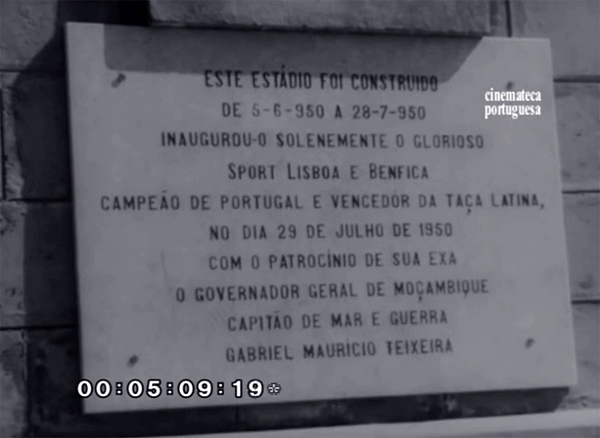 ESTE ESTÁDIO FOI CONSTRUIDO
DE 5-6-950 A 28-7-950
INAUGUROU-O SOLENEMENTE O GLORIOSO
SPORT LISBOA E BENFICA
CAMPEÃO DE PORTUGAL E VENCEDOR DA TAÇA LATINA,
NO DIA 29 DE JULHO DE 1950
COM O PATROCÍNIO DE SUA EXA
O GOVERNADOR GERAL DE MOÇAMBIQUE
CAPITÃO DE MAR E GUERRA
GABRIEL MAURÍCIO TEIXEIRA
cinemateca
portuguesa
00:05:09:19*